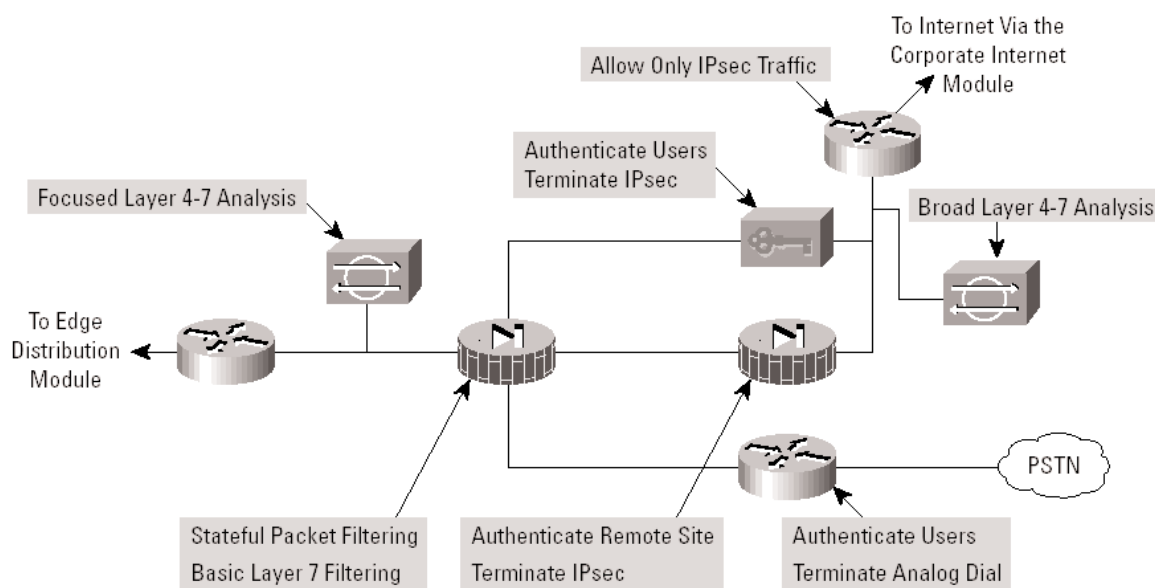 To Internet Via the
Corporate Internet
Module
Allow Only IPsec Traffic
Authenticate Users
Terminate IPsec
Focused Layer 4-7 Analysis
Broad Layer 4-7 Analysis
To Edge
Distribution
Module
PSTN
Stateful Packet Filtering
Basic Layer 7 Filtering
Authenticate Remote Site
Terminate IPsec
Authenticate Users
Terminate Analog Dial